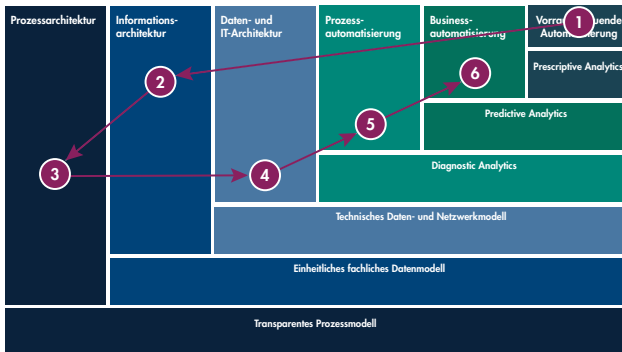 Prozessarchitektur
Informations-
architektur
Daten- und
IT-Architektur
Prozess-
automatisierung
Business-
automatisierung
1
Prescriptive Analytics
2
6
Predictive Analytics
5
3
4
Diagnostic Analytics
Technisches Daten- und Netzwerkmodell
Einheitliches fachliches Datenmodell
Transparentes Prozessmodell